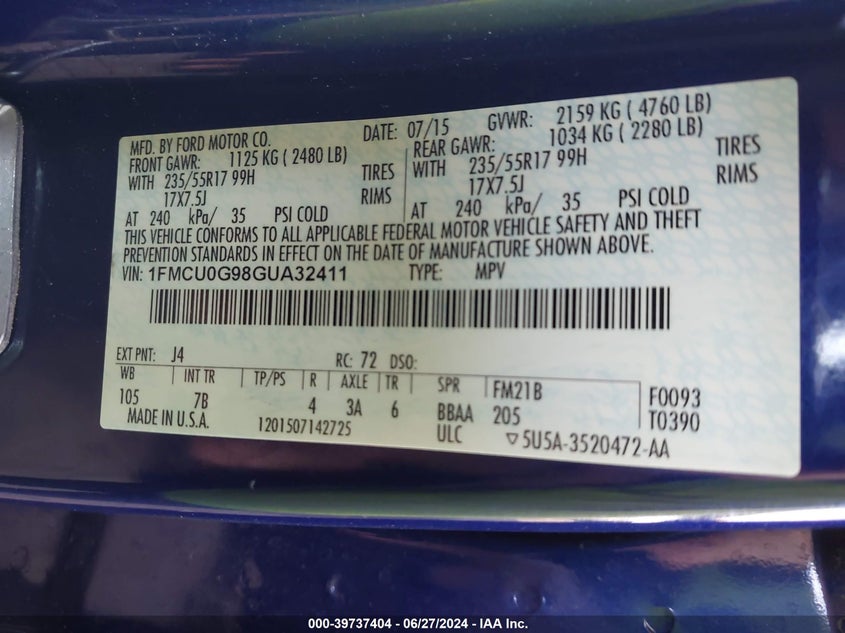 MFD. BY FORD MOTOR CO. DATE: 07/15 GVWR: 2159 KG ( 4760 LB)
FRONT GAWR: 1125 KG ( 2480 LB) REAR GAWR: 1034 KG ( 2280 LB)
WITH 235/55R17 99H TIRES WITH 235/55R17 99H TIRES
17X7.5J RIMS 17X7.5J RIMS
AT 240 kPa/ 35 PSI COLD AT 240 kPa/ 35 PSI COLD
THIS VEHICLE CONFORMS TO ALL APPLICABLE FEDERAL MOTOR VEHICLE SAFETY AND THEFT
PREVENTION STANDARDS IN EFFECT ON THE DATE OF MANUFACTURE SHOWN ABOVE.
VIN: 1FMCU0G98GUA32411 TYPE: MPV
EXT PNT: J4 RC: 72 DSO:
WB INT TR TP/PS R AXLE TR SPR FM21B F0093
105 7B 4 3A 6 BBAA 205 T0390
MADE IN U.S.A. 1201507142725 ULC ▽5U5A-3520472-AA
000-39737404 - 06/27/2024 - IAA Inc.